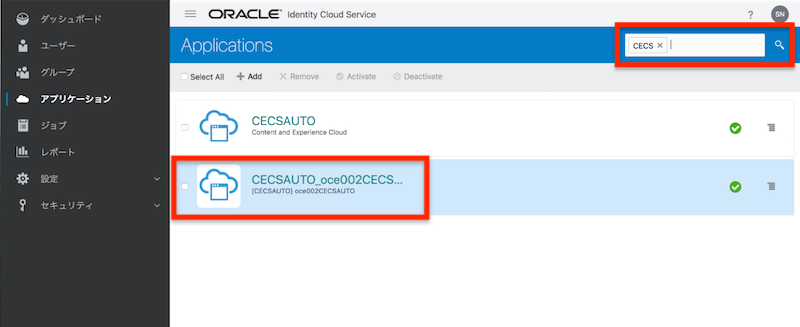 ダッシュボード
ユーザー
グループ
アプリケーション
ジョブ
レポート
設定
セキュリティ
ORACLE Identity Cloud Service
? SN
Applications
CECS ×
Select All + Add × Remove Activate Deactivate
CECSAUTO
Content and Experience Cloud
CECSAUTO_oce002CECS...
[CECSAUTO] oce002CECSAUTO